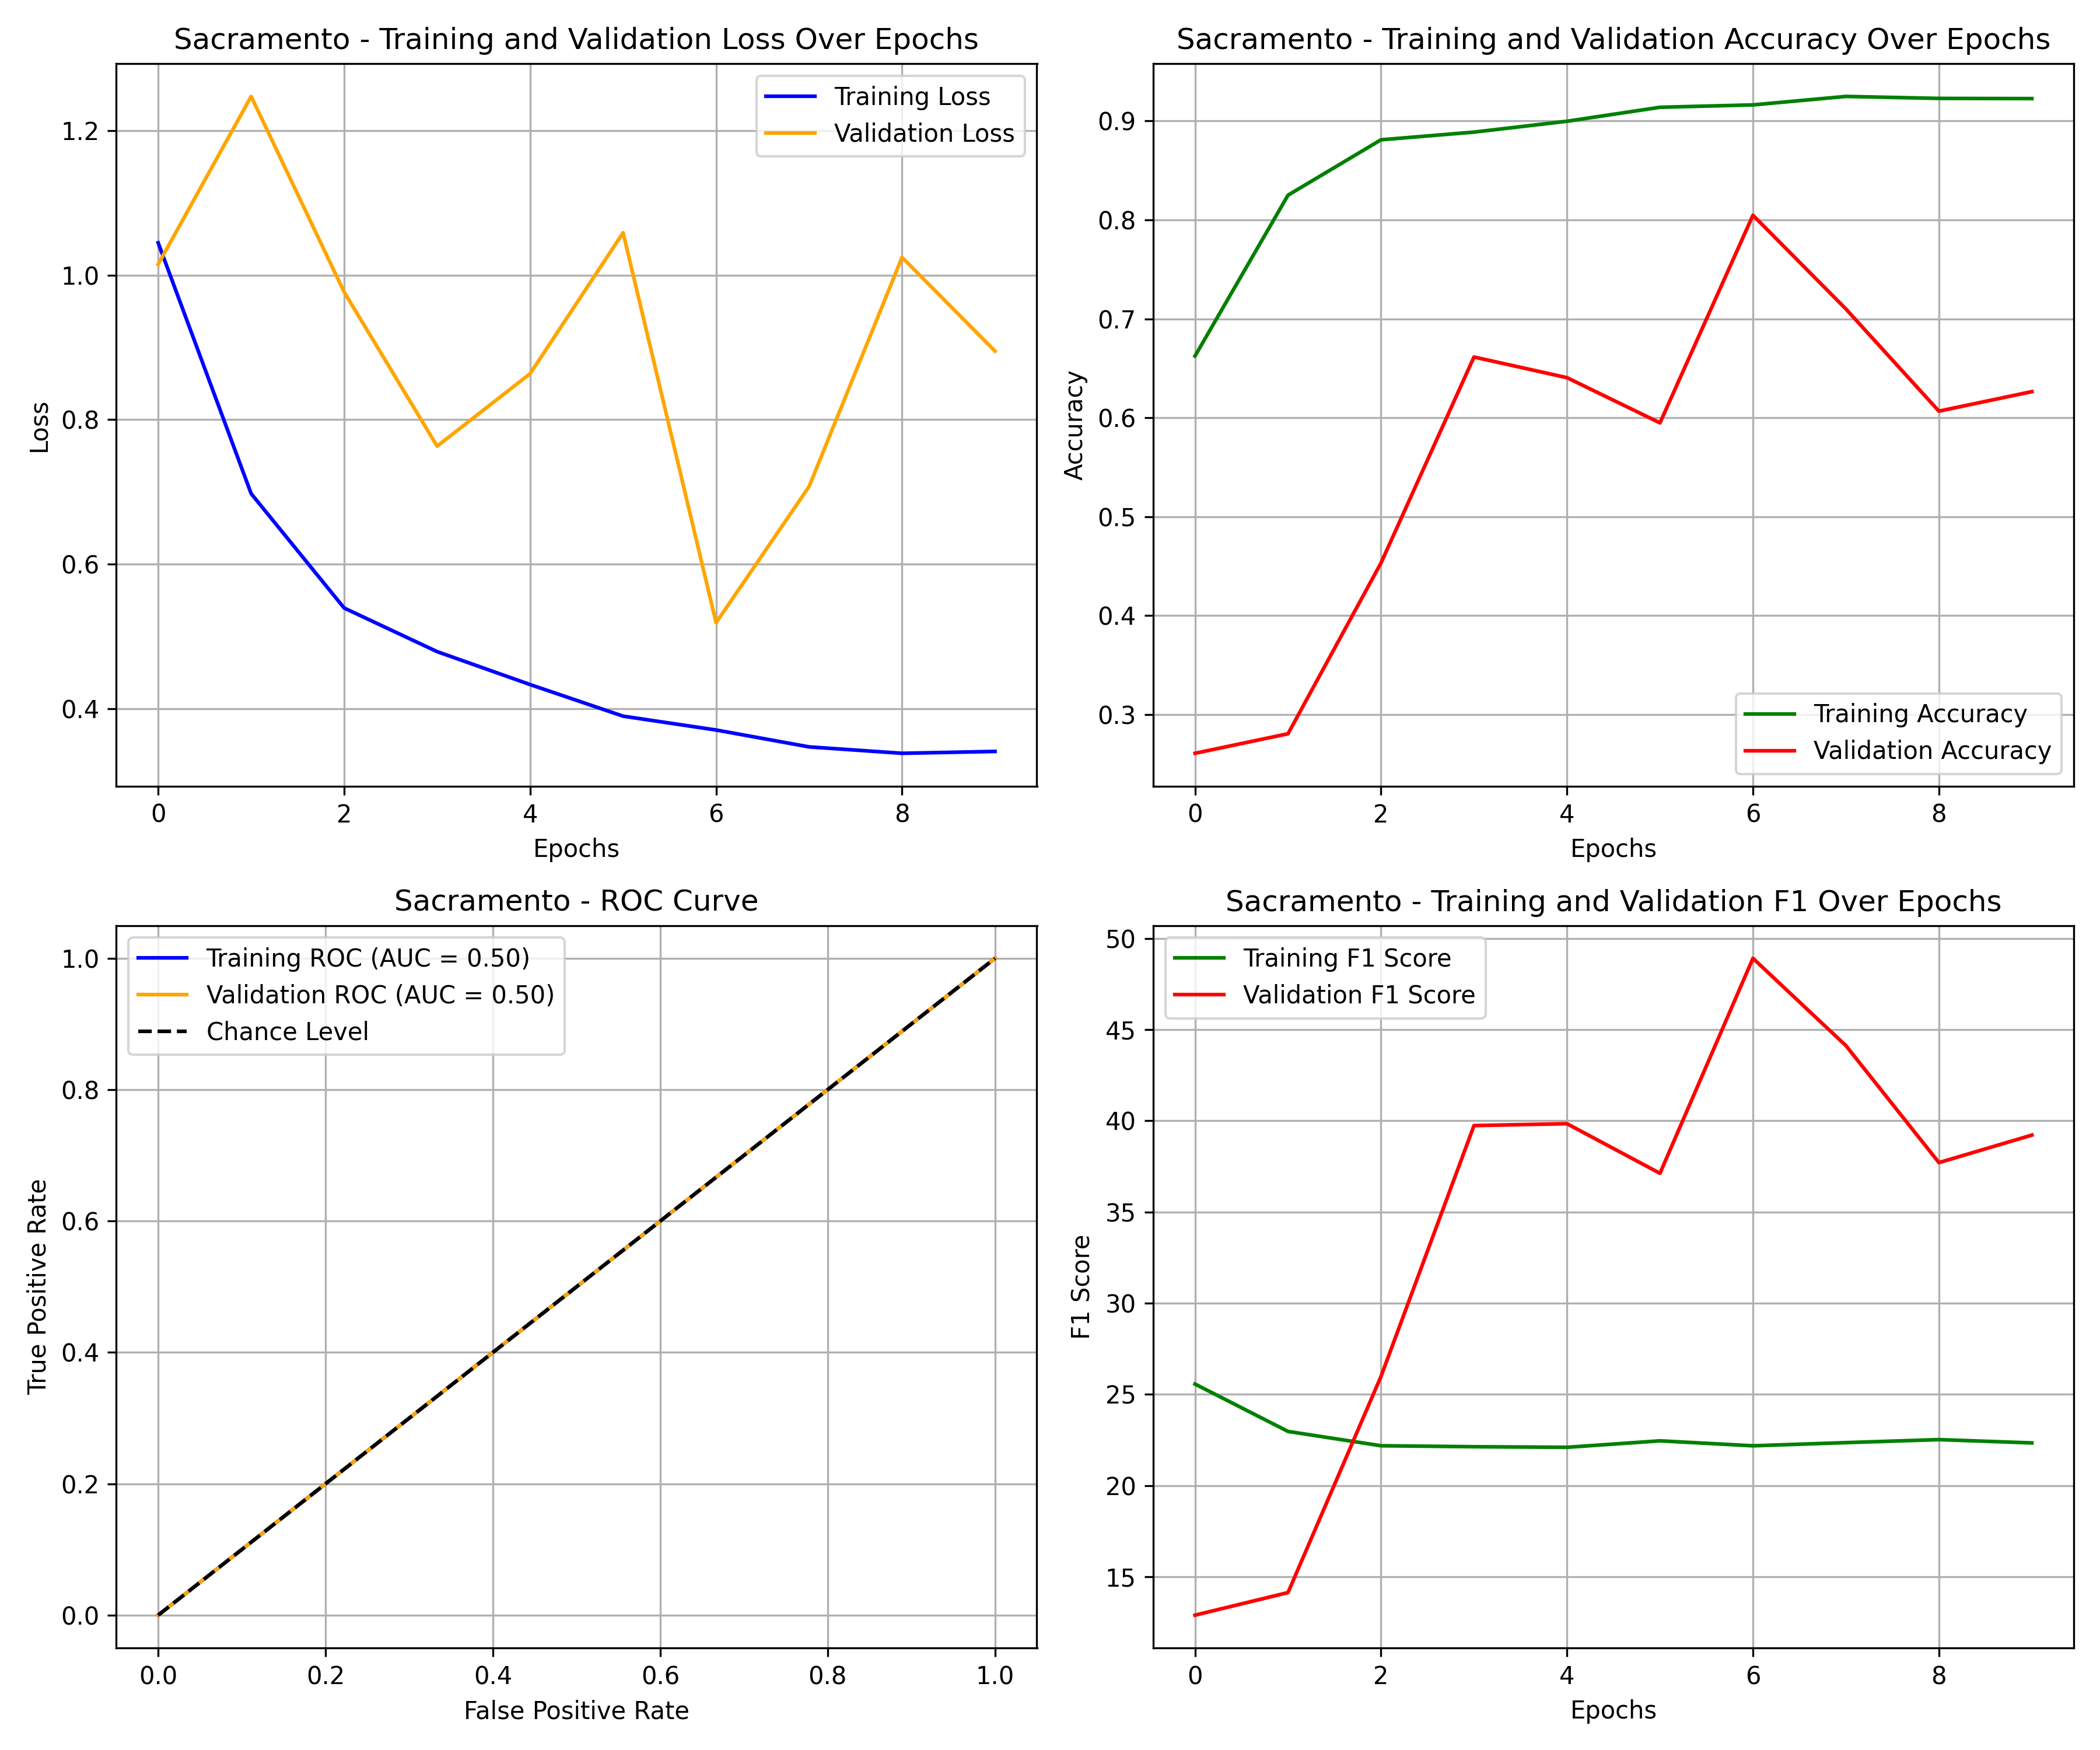 Sacramento - Training and Validation Loss Over Epochs
Training Loss
Validation Loss
1.2
1.0
0.8
0.6
0.4
Loss
0 2 4 6 8
Epochs
Sacramento - Training and Validation Accuracy Over Epochs
0.9
0.8
0.7
0.6
0.5
0.4
0.3
Accuracy
Training Accuracy
Validation Accuracy
0 2 4 6 8
Epochs
Sacramento - ROC Curve
Training ROC (AUC = 0.50)
Validation ROC (AUC = 0.50)
Chance Level
1.0
0.8
0.6
0.4
0.2
0.0
True Positive Rate
0.0 0.2 0.4 0.6 0.8 1.0
False Positive Rate
Sacramento - Training and Validation F1 Over Epochs
Training F1 Score
Validation F1 Score
50
45
40
35
30
25
20
15
F1 Score
0 2 4 6 8
Epochs